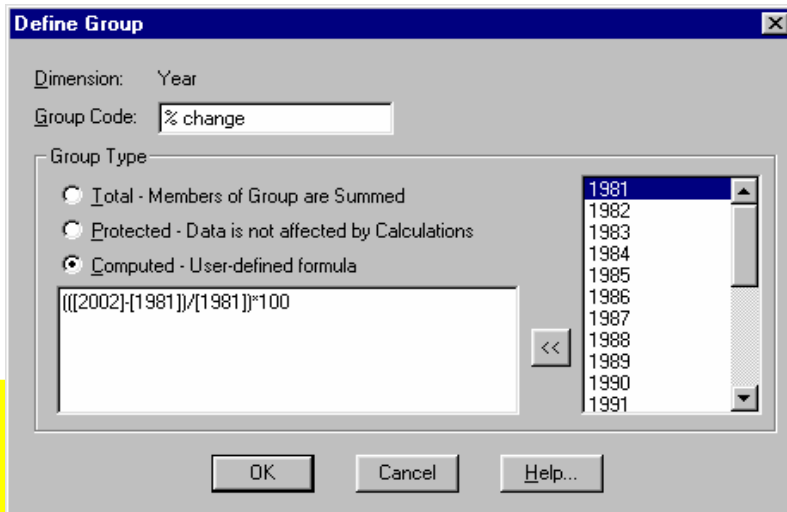 Define Group
Dimension: Year
Group Code: % change
Group Type
Total - Members of Group are Summed
Protected - Data is not affected by Calculations
Computed - User-defined formula
(([2002]-[1981])/[1981])*100
<<
1981
1982
1983
1984
1985
1986
1987
1988
1989
1990
1991
OK Cancel Help...